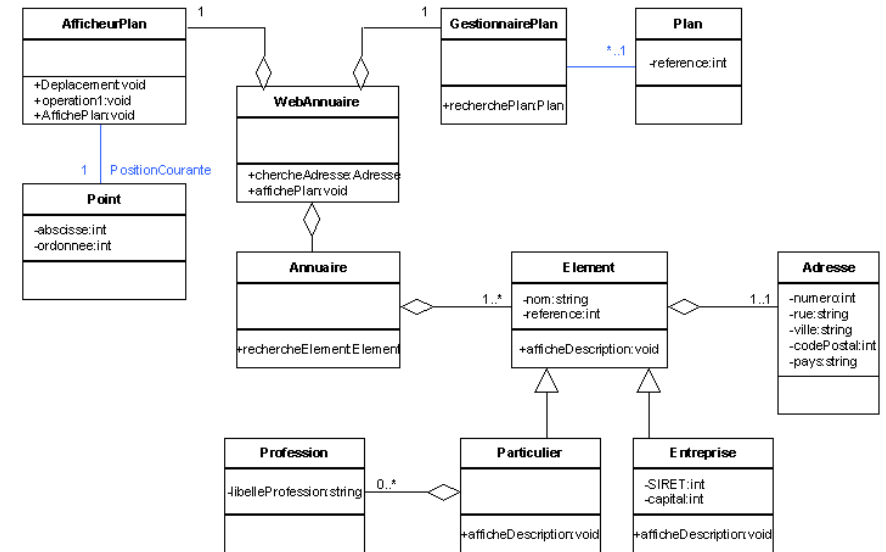 AfficheurPlan
+Deplacement:void
+operation1:void
+AffichePlan:void
1
1
GestionnairePlan
+recherchePlan:Plan
*..1
Plan
-reference:int
WebAnnuaire
+chercheAdresse:Adresse
+affichePlan:void
1
PositionCourante
Point
-abscisse:int
-ordonnee:int
Annuaire
+rechercheElement:Element
1..*
Element
-nom:string
-reference:int
+afficheDescription:void
1..1
Adresse
-numero:int
-rue:string
-ville:string
-codePostal:int
-pays:string
Profession
-libelleProfession:string
0..*
Particulier
+afficheDescription:void
Entreprise
-SIRET:int
-capital:int
+afficheDescription:void